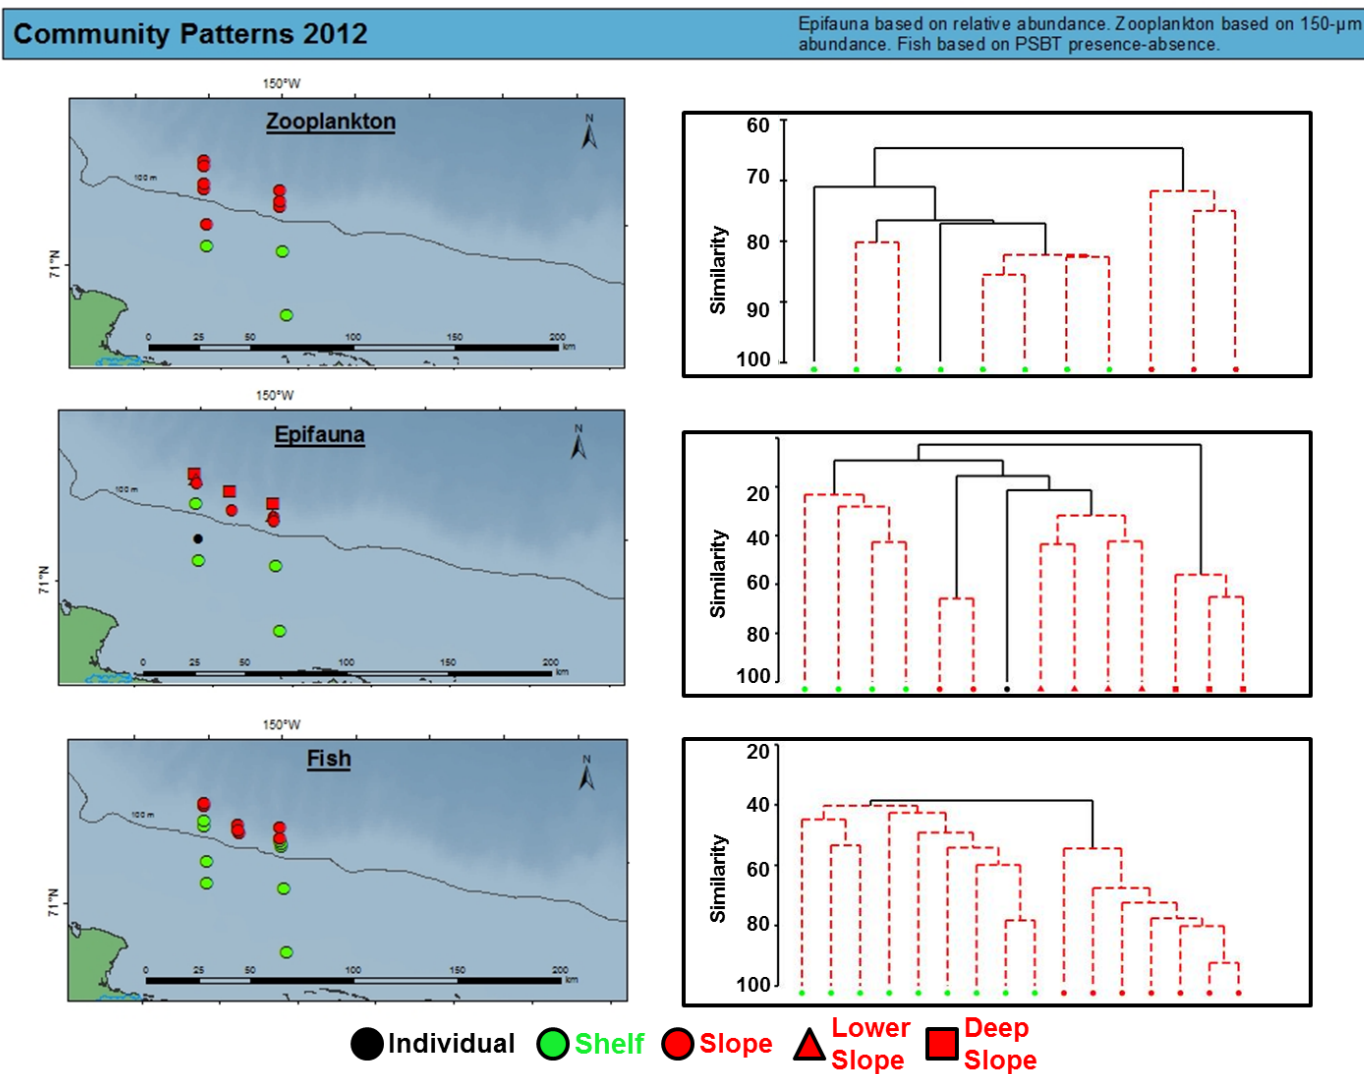 Community Patterns 2012
Epifauna based on relative abundance. Zooplankton based on 150-µm
abundance. Fish based on PSBT presence-absence.
150°W
Zooplankton
N
100 m
71°N
0 25 50 100 150 200
km
Similarity
60
70
80
90
100
150°W
Epifauna
N
100 m
71°N
0 25 50 100 150 200
km
Similarity
20
40
60
80
100
150°W
Fish
N
100 m
71°N
0 25 50 100 150 200
km
Similarity
20
40
60
80
100
Individual
Shelf
Slope
Lower
Slope
Deep
Slope